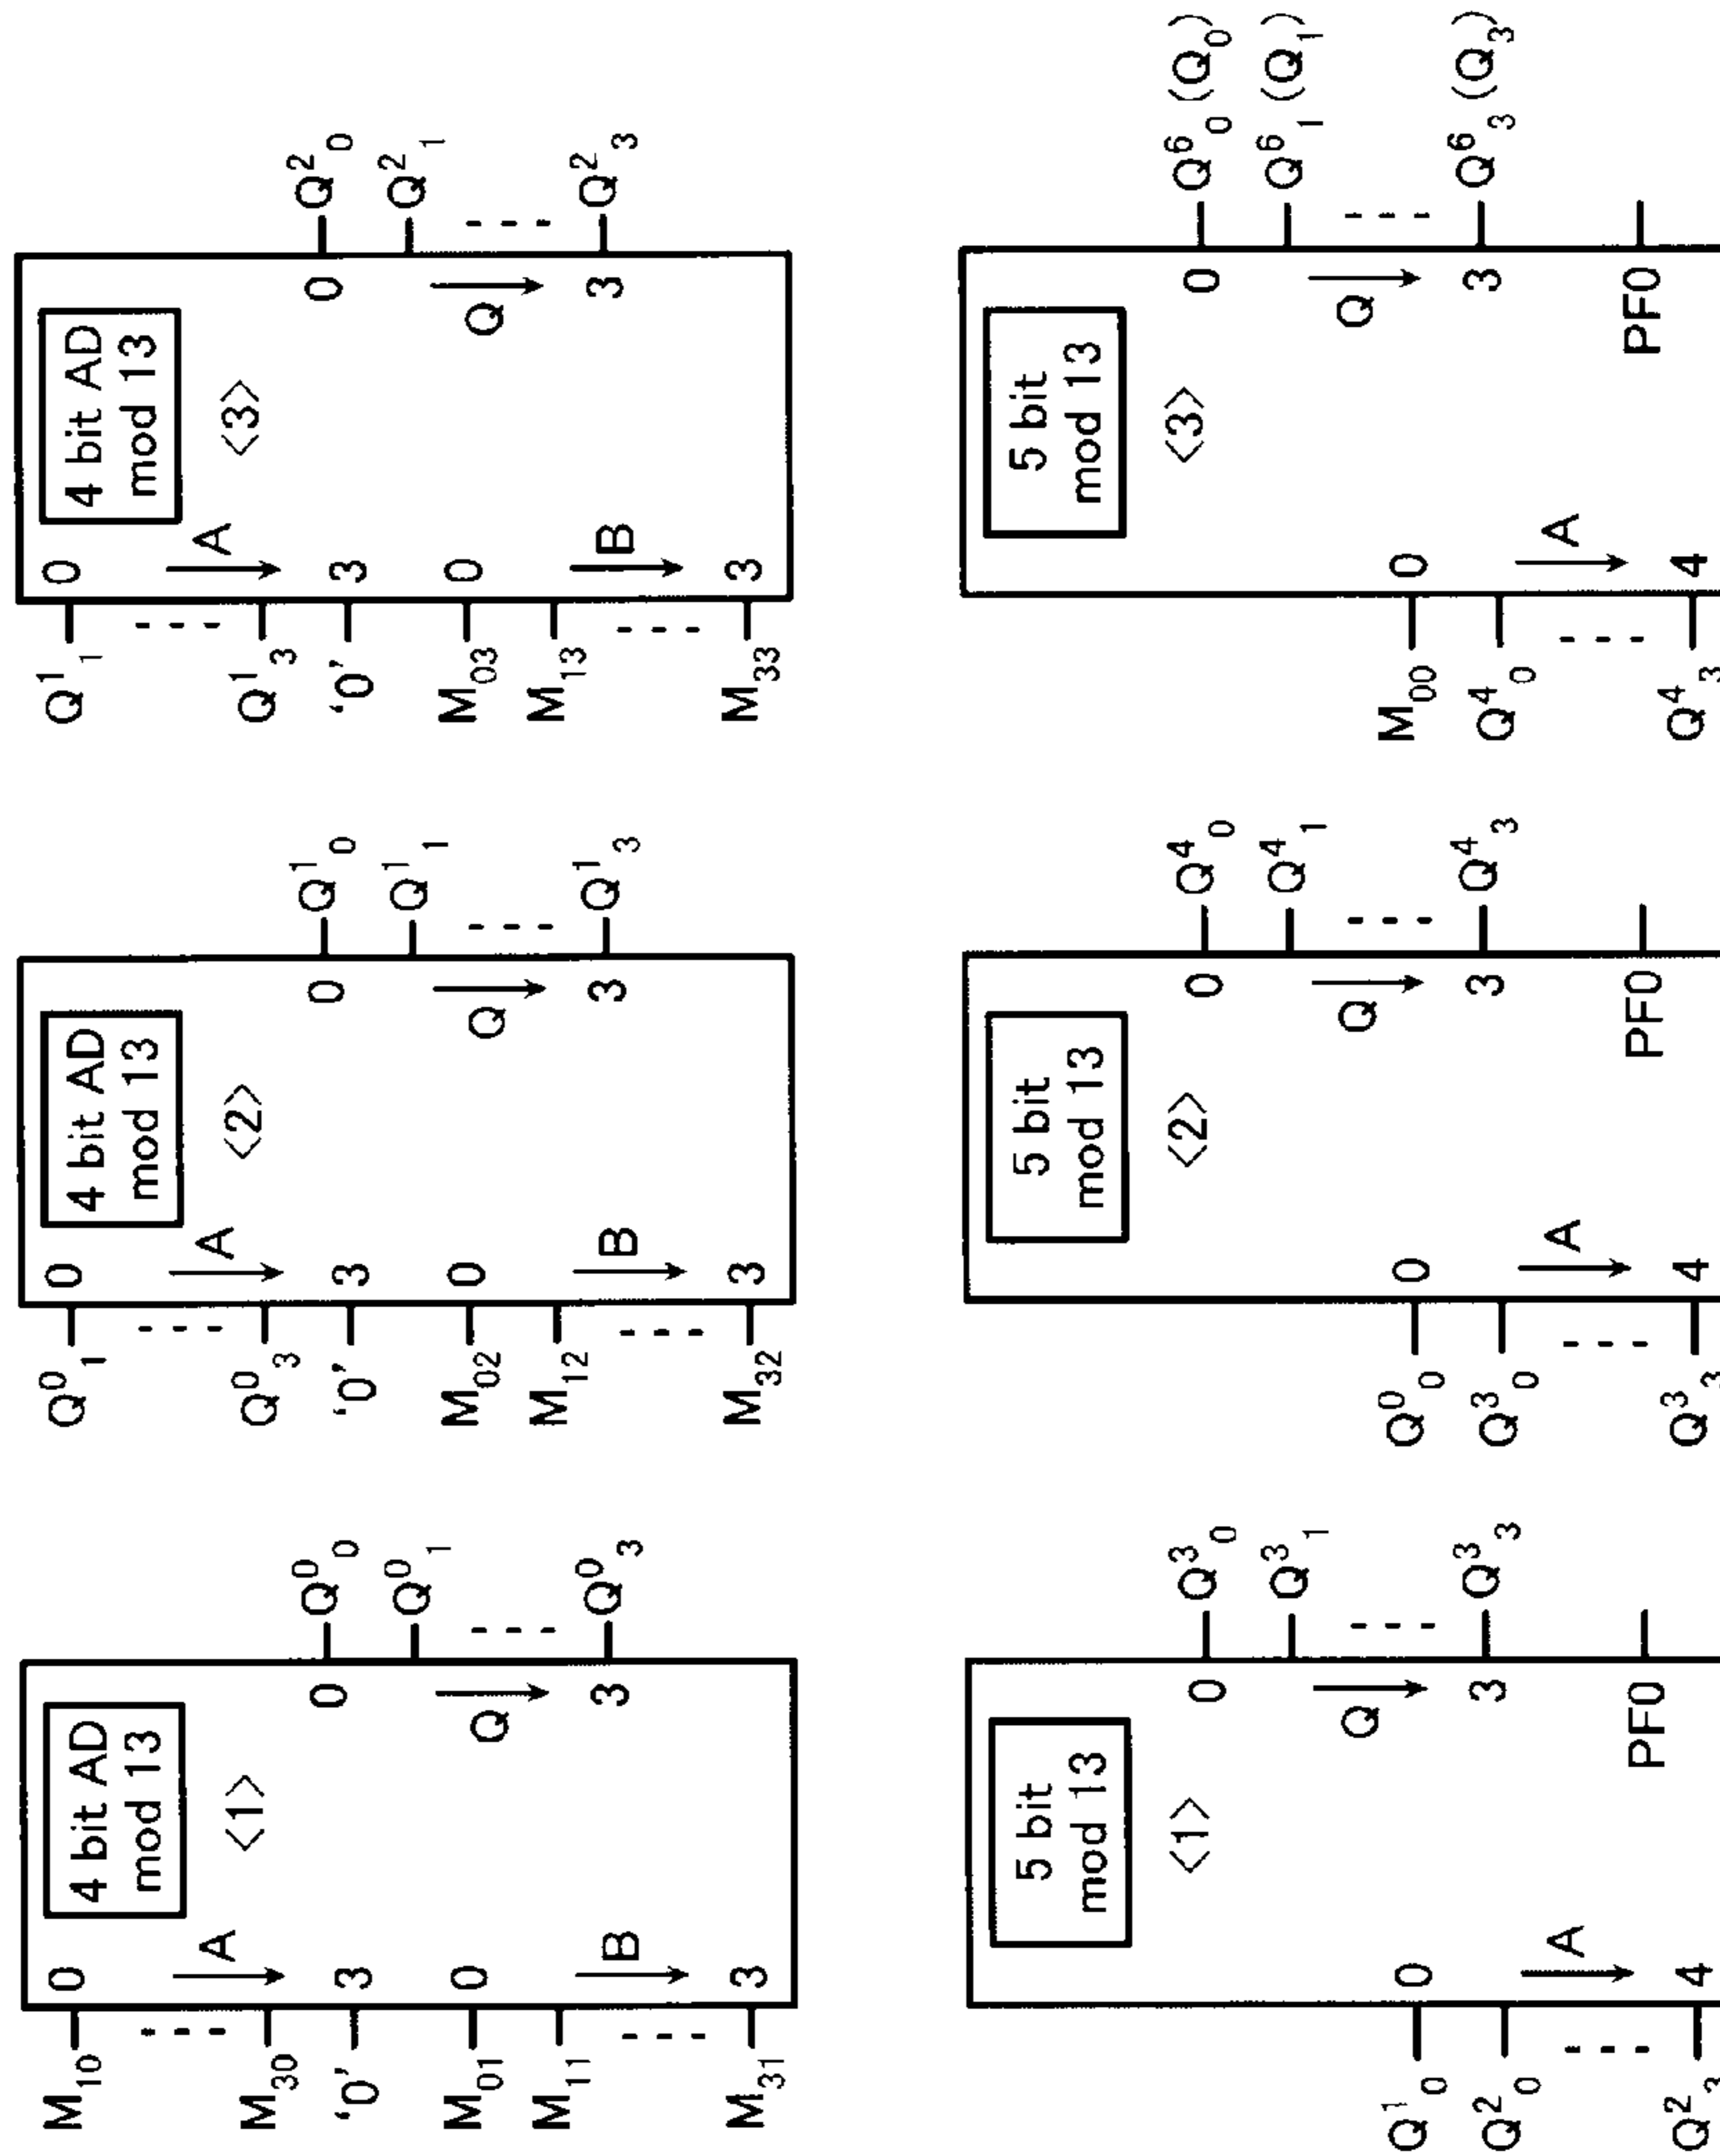 4 bit AD
mod 13
<1>
M₁₀ 0
A
M₃₀
'0' 3
M₀₁ 0
M₁₁
B
M₃₁ 3
0 Q⁰₀
Q⁰₁
Q
3 Q⁰₃
4 bit AD
mod 13
<2>
Q⁰₁ 0
A
Q⁰₃
'0' 3
M₀₂ 0
M₁₂
B
M₃₂ 3
0 Q¹₀
Q¹₁
Q
3 Q¹₃
4 bit AD
mod 13
<3>
Q¹₁ 0
A
Q¹₃
'0' 3
M₀₃ 0
M₁₃
B
M₃₃ 3
0 Q²₀
Q²₁
Q
3 Q²₃
5 bit
mod 13
<1>
Q¹₀ 0
Q²₀
A
Q²₃ 4
0 Q³₀
Q³₁
Q
3 Q³₃
PF0
5 bit
mod 13
<2>
Q⁰₀ 0
Q³₀
A
Q³₃ 4
0 Q⁴₀
Q⁴₁
Q
3 Q⁴₃
PF0
5 bit
mod 13
<3>
M₀₀ 0
Q⁴₀
A
Q⁴₃ 4
0 Q⁶₀ (Q₀)
Q⁶₁ (Q₁)
Q
3 Q⁶₃ (Q₃)
PF0